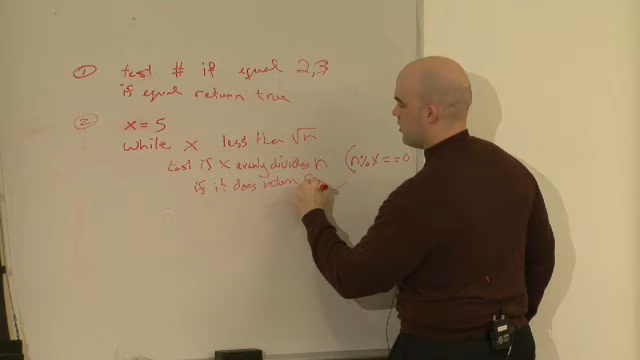 ① test # if equal 2,3
if equal return true
② x = 5
while x less then √n
test if x evenly divides n (n%x==0
if it does return